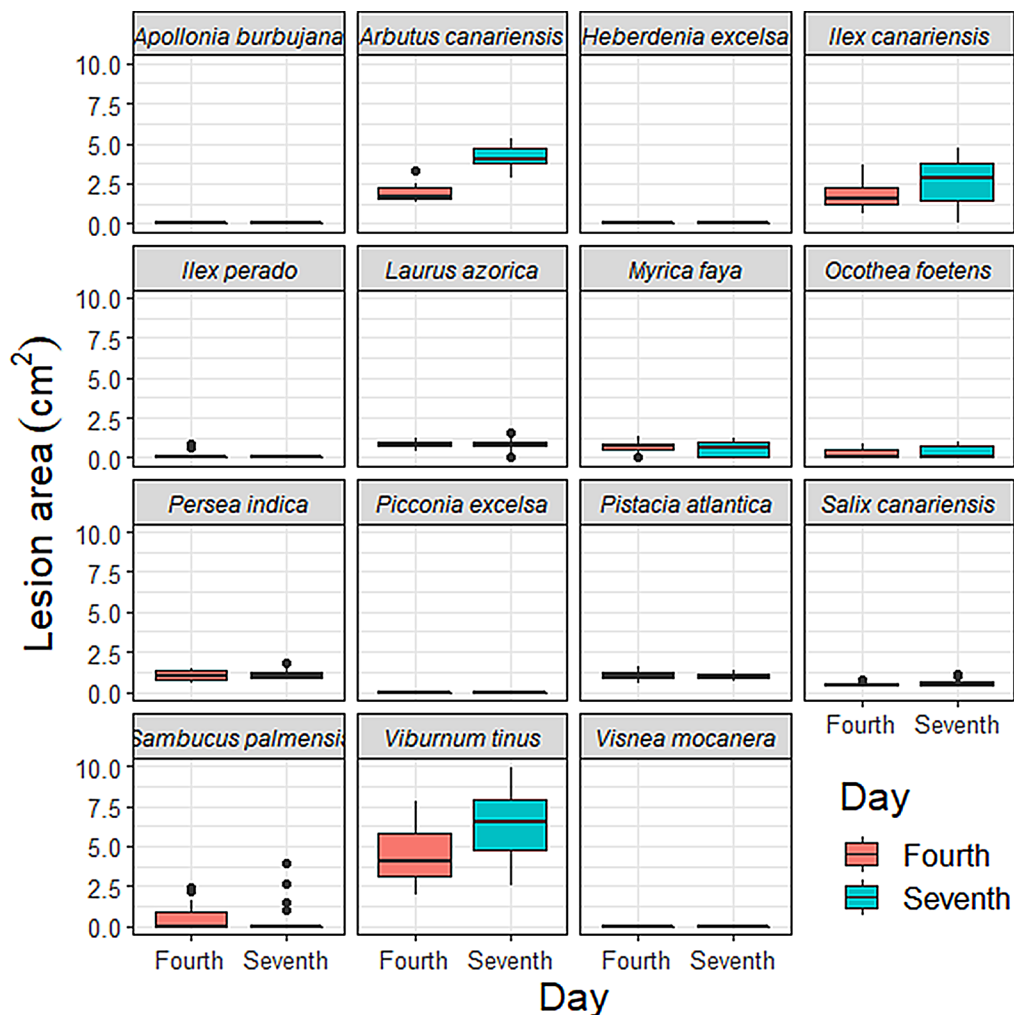 Apollonia burbujana Arbutus canariensis Heberdenia excelsa Ilex canariensis
10.0
7.5
5.0
2.5
0.0
Ilex perado Laurus azorica Myrica faya Ocothea foetens
10.0
7.5
5.0
2.5
0.0
Lesion area (cm²)
Persea indica Picconia excelsa Pistacia atlantica Salix canariensis
10.0
7.5
5.0
2.5
0.0
Fourth Seventh
Sambucus palmensis Viburnum tinus Visnea mocanera
10.0
7.5
5.0
2.5
0.0
Fourth Seventh Fourth Seventh Fourth Seventh
Day
Day
Fourth
Seventh